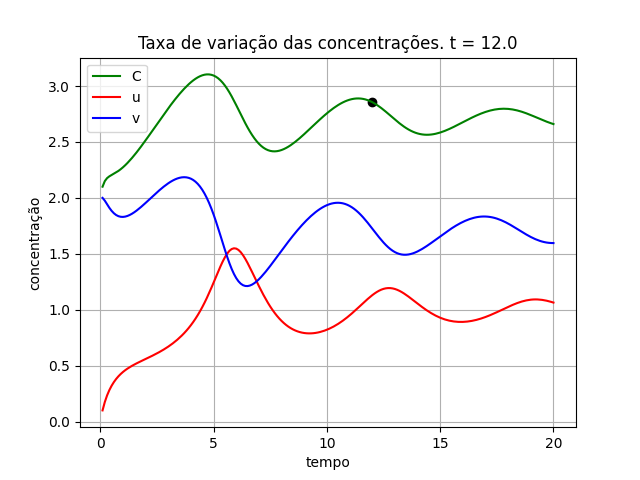 Taxa de variação das concentrações. t = 12.0
C
u
v
concentração
3.0
2.5
2.0
1.5
1.0
0.5
0.0
0
5
10
15
20
tempo